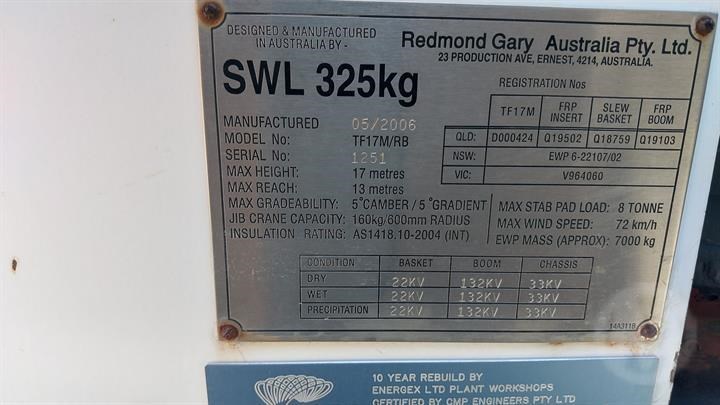 DESIGNED & MANUFACTURED
IN AUSTRALIA BY -
Redmond Gary Australia Pty. Ltd.
23 PRODUCTION AVE, ERNEST, 4214, AUSTRALIA.
SWL 325kg
REGISTRATION Nos
TF17M FRP INSERT SLEW BASKET FRP BOOM
QLD: D000424 Q19502 Q18759 Q19103
NSW: EWP 6-22107/02
VIC: V964060
MANUFACTURED 05/2006
MODEL No: TF17M/RB
SERIAL No: 1251
MAX HEIGHT: 17 metres
MAX REACH: 13 metres
MAX GRADEABILITY: 5°CAMBER / 5°GRADIENT
JIB CRANE CAPACITY: 160kg/600mm RADIUS
INSULATION RATING: AS1418.10-2004 (INT)
MAX STAB PAD LOAD: 8 TONNE
MAX WIND SPEED: 72 km/h
EWP MASS (APPROX): 7000 kg
CONDITION BASKET BOOM CHASSIS
DRY 22KV 132KV 33KV
WET 22KV 132KV 33KV
PRECIPITATION 22KV 132KV 33KV
14A311B
10 YEAR REBUILD BY
ENERGEX LTD PLANT WORKSHOPS
CERTIFIED BY CMP ENGINEERS PTY LTD